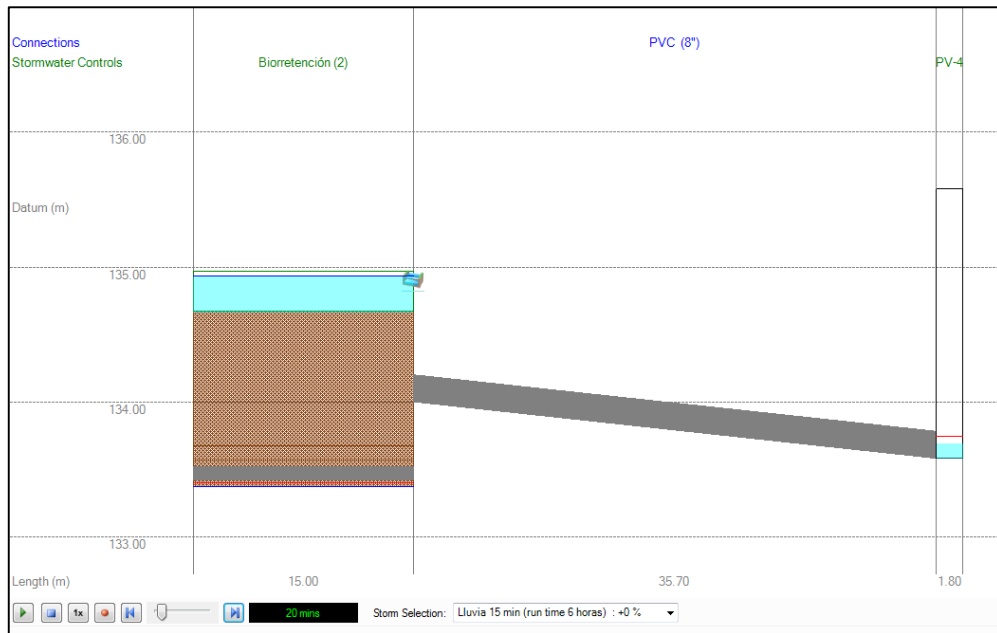 Connections PVC (8")
Stormwater Controls Biorretención (2) PV-4
136.00
Datum (m)
135.00
134.00
133.00
Length (m) 15.00 35.70 1.80
1x 20 mins Storm Selection: Lluvia 15 min (run time 6 horas) : +0 %